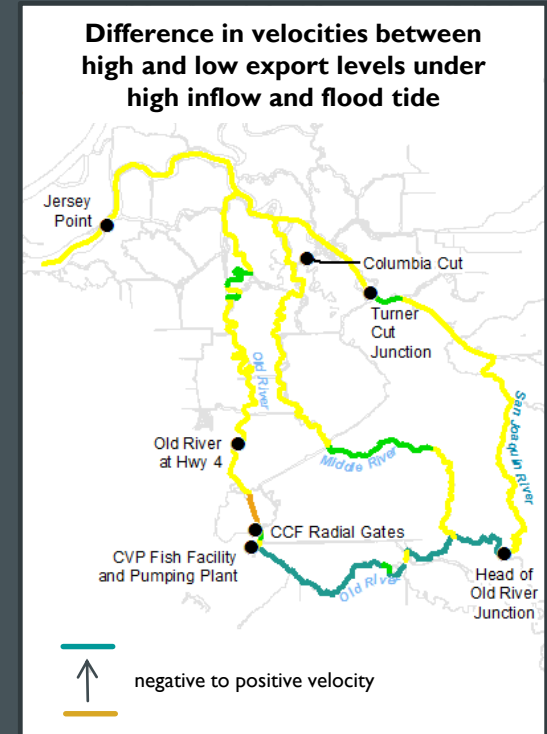 Difference in velocities between
high and low export levels under
high inflow and flood tide
Jersey
Point
Columbia Cut
Turner
Cut
Junction
Old River
San Joaquin River
Old River
at Hwy 4
Middle River
CCF Radial Gates
CVP Fish Facility
and Pumping Plant
Old River
Head of
Old River
Junction
negative to positive velocity